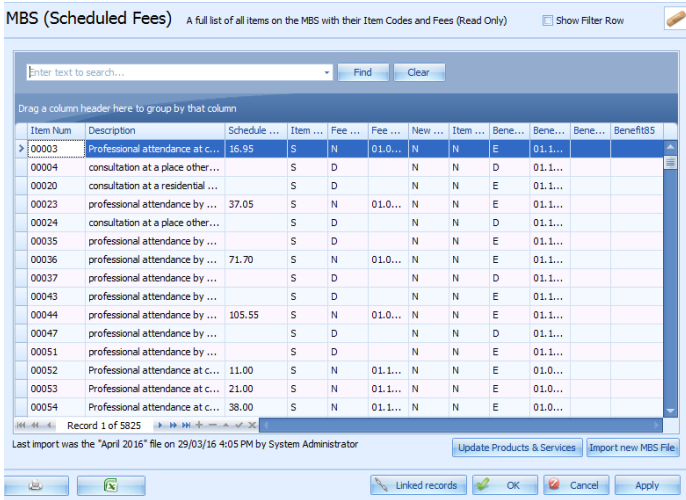 MBS (Scheduled Fees) A full list of all items on the MBS with their Item Codes and Fees (Read Only) Show Filter Row
Enter text to search... Find Clear
Drag a column header here to group by that column
Item Num Description Schedule ... Item ... Fee ... Fee ... New ... Item ... Bene... Bene... Bene... Benefit85
00003 Professional attendance at c... 16.95 S N 01.0... N N E 01.1...
00004 consultation at a place other... S D N N D 01.1...
00020 consultation at a residential ... S D N N E 01.1...
00023 professional attendance by ... 37.05 S N 01.0... N N E 01.1...
00024 consultation at a place other... S D N N D 01.1...
00035 professional attendance by ... S D N N E 01.1...
00036 professional attendance by ... 71.70 S N 01.0... N N E 01.1...
00037 professional attendance by ... S D N N D 01.1...
00043 professional attendance by ... S D N N E 01.1...
00044 professional attendance by ... 105.55 S N 01.0... N N E 01.1...
00047 professional attendance by ... S D N N D 01.1...
00051 professional attendance by ... S D N N E 01.1...
00052 Professional attendance at c... 11.00 S N 01.1... N N E 01.0...
00053 Professional attendance at c... 21.00 S N 01.1... N N E 01.0...
00054 Professional attendance at c... 38.00 S N 01.1... N N E 01.0...
Record 1 of 5825
Last import was the "April 2016" file on 29/03/16 4:05 PM by System Administrator Update Products & Services Import new MBS File
Linked records OK Cancel Apply